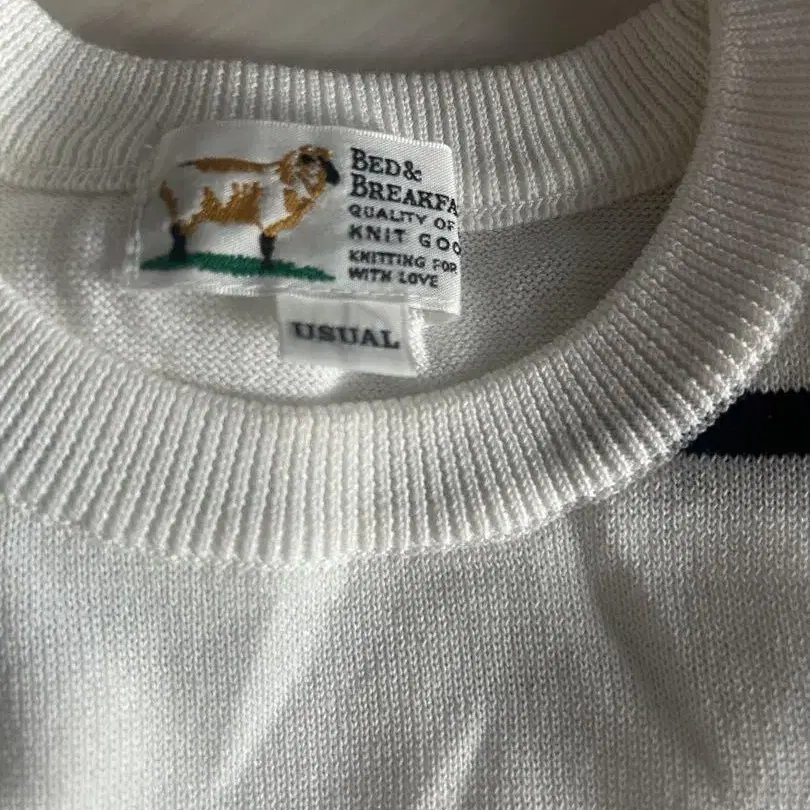 BED&
BREAKFA
QUALITY OF
KNIT GOO
KNITTING FOR
WITH LOVE
USUAL